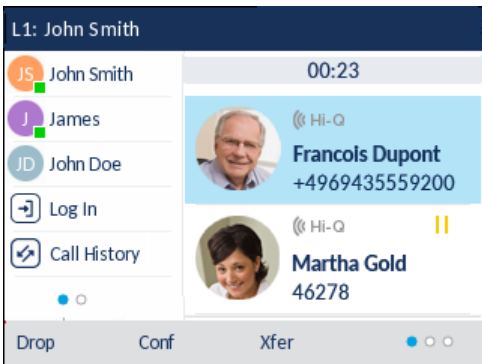 L1: John Smith
JS John Smith
J James
JD John Doe
Log In
Call History
00:23
Hi-Q
Francois Dupont
+4969435559200
Hi-Q
Martha Gold
46278
Drop Conf Xfer